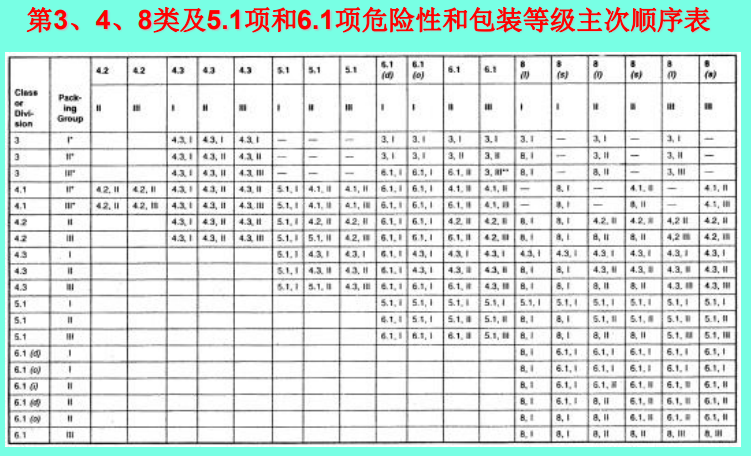 第3、4、8类及5.1项和6.1项危险性和包装等级主次顺序表
Class or Divi-sion Pack-ing Group 4.2 4.2 4.3 4.3 4.3 5.1 5.1 5.1 6.1 (d) 6.1 (o) 6.1 6.1 8 (l) 8 (s) 8 (l) 8 (s) 8 (l) 8 (s)
II III I II III I II III I I II III I I II II III III
3 I* 4.3, I 4.3, I 4.3, I — — — 3, I 3, I 3, I 3, I 3, I — 3, I — 3, I —
3 II* 4.3, I 4.3, II 4.3, II — — — 3, I 3, I 3, II 3, II 8, I — 3, II — 3, II —
3 III* 4.3, I 4.3, II 4.3, III — — — 6.1, I 6.1, I 6.1, II 3, III** 8, I — 8, II — 3, III —
4.1 II* 4.2, II 4.2, II 4.3, I 4.3, II 4.3, II 5.1, I 4.1, II 4.1, II 6.1, I 6.1, I 4.1, II 4.1, II — 8, I — 4.1, II — 4.1, II
4.1 III* 4.2, II 4.2, III 4.3, I 4.3, II 4.3, III 5.1, I 4.1, II 4.1, III 6.1, I 6.1, I 6.1, II 4.1, III — 8, I — 8, II — 4.1, III
4.2 II 4.3, I 4.3, II 4.3, II 5.1, I 4.2, II 4.2, II 6.1, I 6.1, I 4.2, II 4.2, II 8, I 8, I 4.2, II 4.2, II 4,2 II 4.2, II
4.2 III 4.3, I 4.3, II 4.3, III 5.1, I 5.1, II 4.2, III 6.1, I 6.1, I 6.1, II 4.2, III 8, I 8, I 8, II 8, II 4,2 III 4.2, III
4.3 I 5.1, I 4.3, I 4.3, I 6.1, I 4.3, I 4.3, I 4.3, I 4.3, I 4.3, I 4.3, I 4.3, I 4.3, I 4.3, I
4.3 II 5.1, I 4.3, II 4.3, II 6.1, I 4.3, I 4.3, II 4.3, II 8, I 8, I 4.3, II 4.3, II 4.3, II 4.3, II
4.3 III 5.1, I 5.1, II 4.3, III 6.1, I 6.1, I 6.1, II 4.3, III 8, I 8, I 8, II 8, II 4.3, III 4.3, III
5.1 I 5.1, I 5.1, I 5.1, I 5.1, I 5.1, I 5.1, I 5.1, I 5.1, I 5.1, I 5.1, I
5.1 II 6.1, I 5.1, I 5.1, II 5.1, II 8, I 8, I 5.1, II 5.1, II 5.1, II 5.1, II
5.1 III 6.1, I 6.1, I 6.1, II 5.1, III 8, I 8, I 8, II 8, II 5.1, III 5.1, III
6.1 (d) I 8, I 6.1, I 6.1, I 6.1, I 6.1, I 6.1, I
6.1 (o) I 8, I 6.1, I 6.1, I 6.1, I 6.1, I 6.1, I
6.1 (i) II 8, I 6.1, I 6.1, II 6.1, II 6.1, II 6.1, II
6.1 (d) II 8, I 6.1, I 8, II 6.1, II 6.1, II 6.1, II
6.1 (o) II 8, I 8, I 8, II 6.1, II 6.1, II 6.1, II
6.1 III 8, I 8, I 8, II 8, II 8, III 8, III